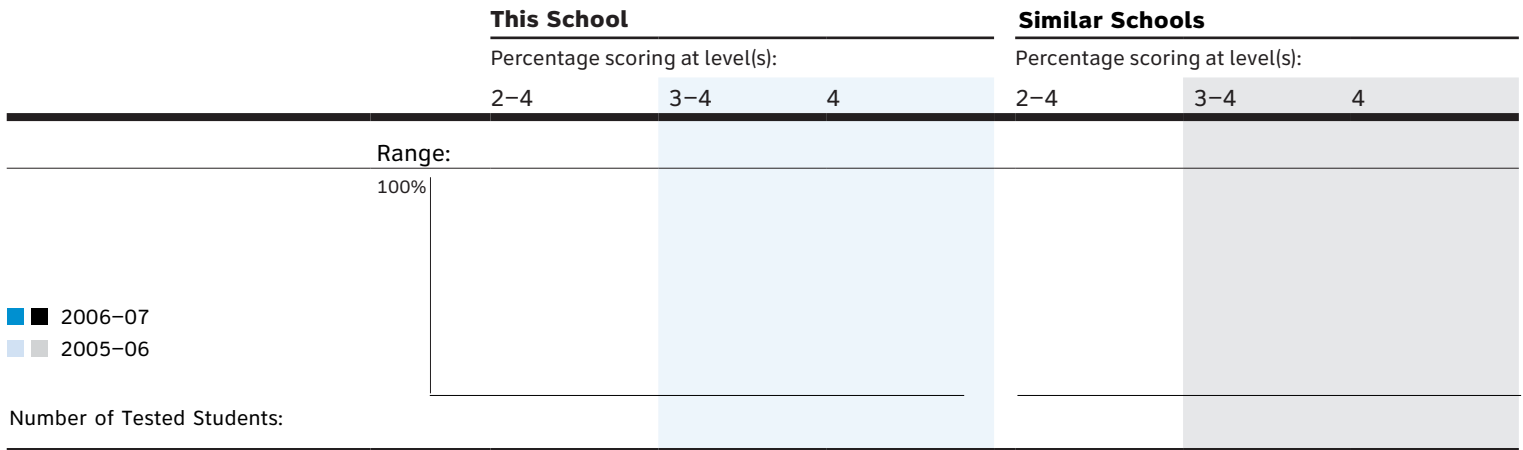 This School Similar Schools
Percentage scoring at level(s): Percentage scoring at level(s):
2–4 3–4 4 2–4 3–4 4
Range:
100%
2006–07
2005–06
Number of Tested Students: